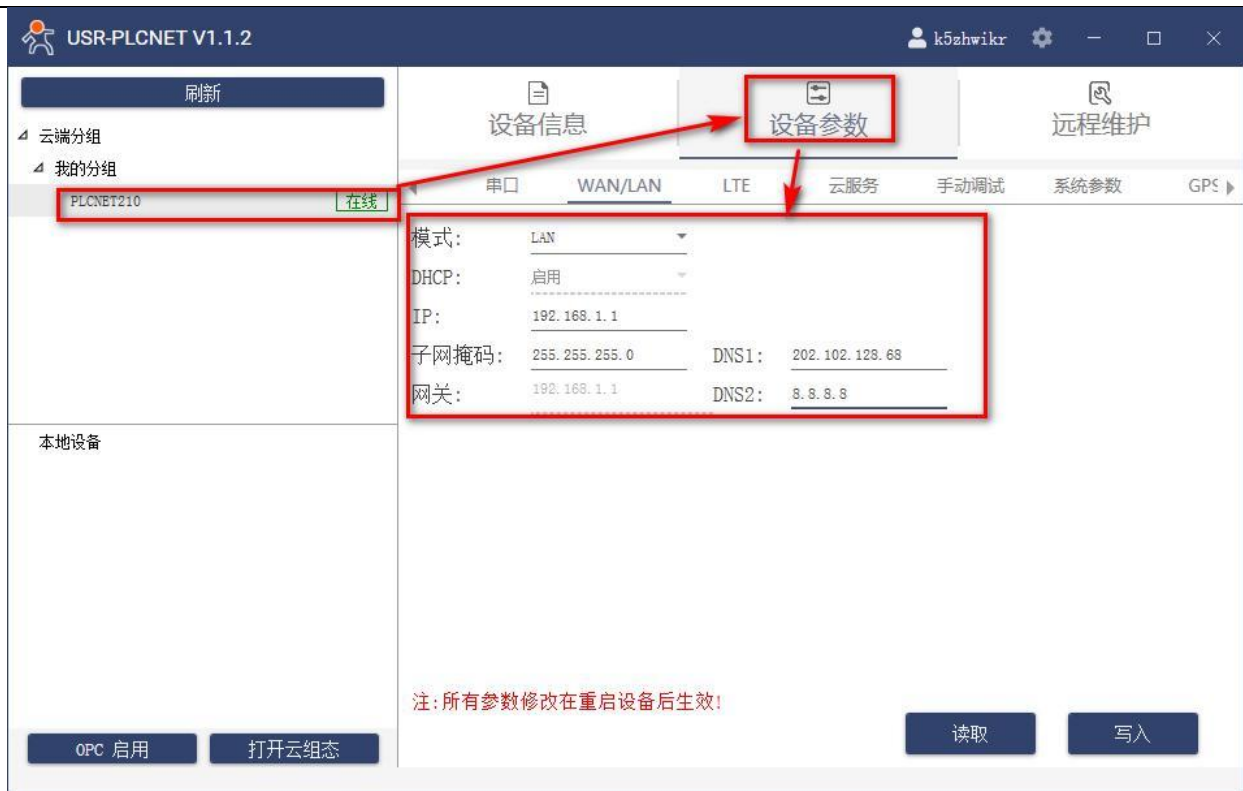 USR-PLCNET V1.1.2
k5zhwikr
刷新
云端分组
我的分组
PLCNET210 在线
本地设备
OPC 启用 打开云组态
设备信息 设备参数 远程维护
串口 WAN/LAN LTE 云服务 手动调试 系统参数 GPS
模式: LAN
DHCP: 启用
IP: 192.168.1.1
子网掩码: 255.255.255.0 DNS1: 202.102.128.68
网关: 192.168.1.1 DNS2: 8.8.8.8
注:所有参数修改在重启设备后生效!
读取 写入